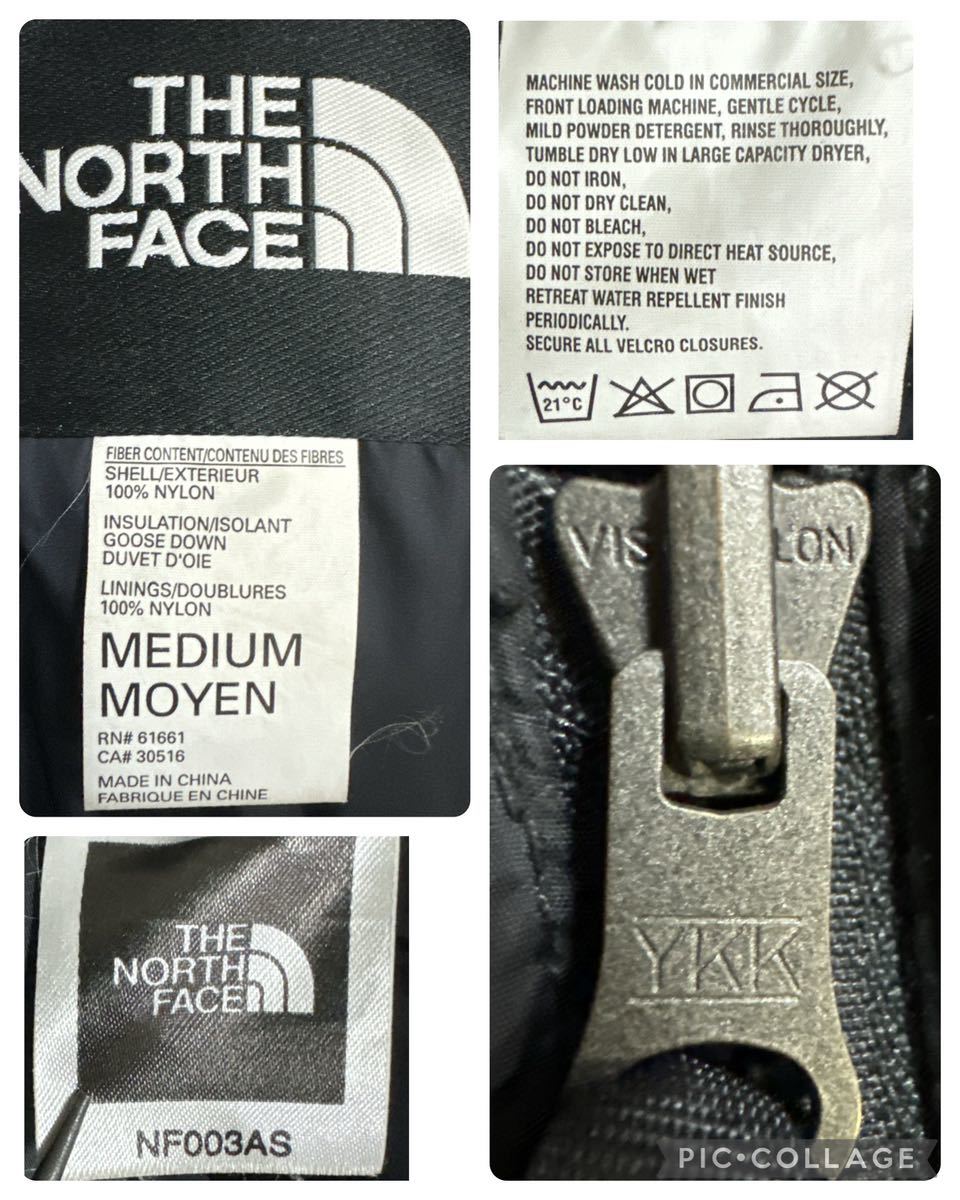 THE
NORTH
FACE
FIBER CONTENT/CONTENU DES FIBRES
SHELL/EXTERIEUR
100% NYLON
INSULATION/ISOLANT
GOOSE DOWN
DUVET D'OIE
LININGS/DOUBLURES
100% NYLON
MEDIUM
MOYEN
RN# 61661
CA# 30516
MADE IN CHINA
FABRIQUE EN CHINE
MACHINE WASH COLD IN COMMERCIAL SIZE,
FRONT LOADING MACHINE, GENTLE CYCLE,
MILD POWDER DETERGENT, RINSE THOROUGHLY,
TUMBLE DRY LOW IN LARGE CAPACITY DRYER,
DO NOT IRON,
DO NOT DRY CLEAN,
DO NOT BLEACH,
DO NOT EXPOSE TO DIRECT HEAT SOURCE,
DO NOT STORE WHEN WET
RETREAT WATER REPELLENT FINISH
PERIODICALLY.
SECURE ALL VELCRO CLOSURES.
21°C
VIS LON
YKK
THE
NORTH
FACE
NF003AS
PIC•COLLAGE